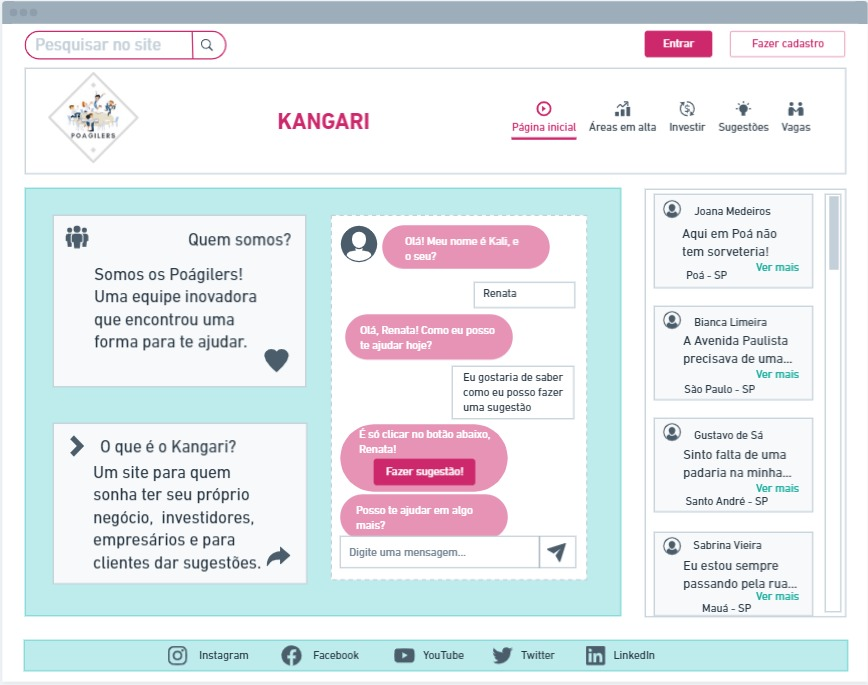 Pesquisar no site
Entrar
Fazer cadastro
POAGILERS
KANGARI
Página inicial
Áreas em alta
Investir
Sugestões
Vagas
Quem somos?
Somos os Poágilers!
Uma equipe inovadora
que encontrou uma
forma para te ajudar.
O que é o Kangari?
Um site para quem
sonha ter seu próprio
negócio, investidores,
empresários e para
clientes dar sugestões.
Olá! Meu nome é Kali, e
o seu?
Renata
Olá, Renata! Como eu posso
te ajudar hoje?
Eu gostaria de saber
como eu posso fazer
uma sugestão
É só clicar no botão abaixo,
Renata!
Fazer sugestão!
Posso te ajudar em algo
mais?
Digite uma mensagem...
Joana Medeiros
Aqui em Poá não
tem sorveteria!
Ver mais
Poá - SP
Bianca Limeira
A Avenida Paulista
precisava de uma...
Ver mais
São Paulo - SP
Gustavo de Sá
Sinto falta de uma
padaria na minha...
Ver mais
Santo André - SP
Sabrina Vieira
Eu estou sempre
passando pela rua...
Ver mais
Mauá - SP
Instagram
Facebook
YouTube
Twitter
LinkedIn